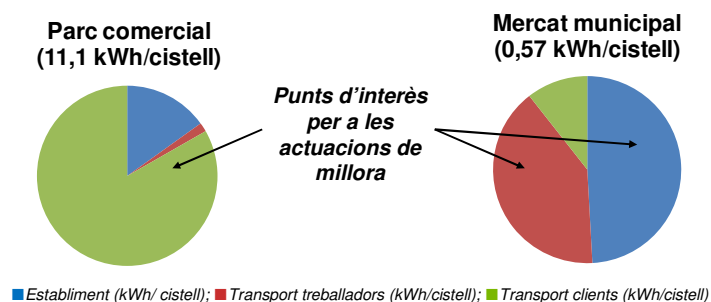 Parc comercial
(11,1 kWh/cistell)
Mercat municipal
(0,57 kWh/cistell)
Punts d'interès
per a les
actuacions de
millora
Establiment (kWh/ cistell); Transport treballadors (kWh/cistell); Transport clients (kWh/cistell)